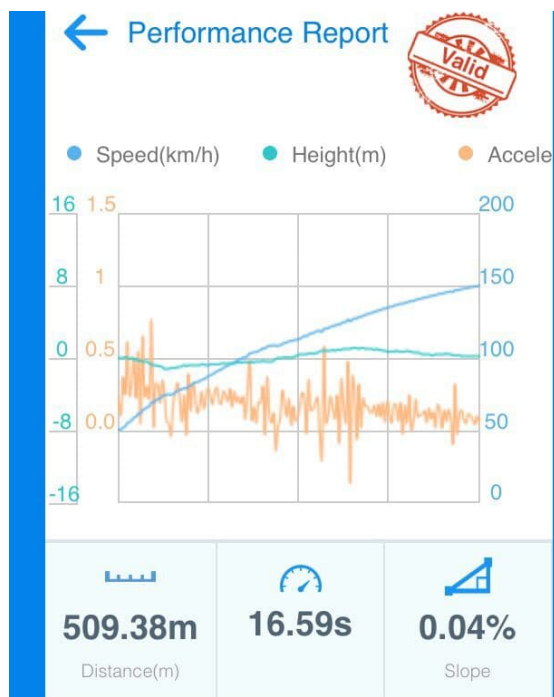 Performance Report
Valid
Speed(km/h) Height(m) Accele
16 1.5 200
8 1 150
0 0.5 100
-8 0.0 50
-16 0
509.38m 16.59s 0.04%
Distance(m) Slope